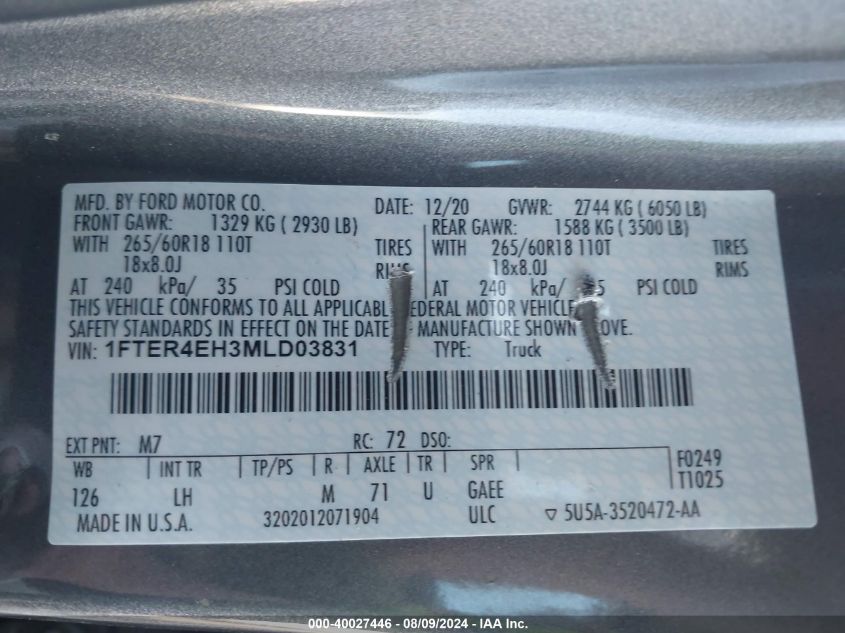 MFD. BY FORD MOTOR CO. DATE: 12/20 GVWR: 2744 KG ( 6050 LB)
FRONT GAWR: 1329 KG ( 2930 LB) REAR GAWR: 1588 KG ( 3500 LB)
WITH 265/60R18 110T TIRES WITH 265/60R18 110T TIRES
18x8.0J 18x8.0J RIMS
AT 240 kPa/ 35 PSI COLD AT 240 kPa/ PSI COLD
THIS VEHICLE CONFORMS TO ALL MOTOR
SAFETY STANDARDS IN EFFECT ON THE DATE MANUFACTURE SHOWN
VIN: 1FTER4EH3MLD03831 TYPE: Truck
EXT PNT: M7 RC: 72 DSO:
WB INT TR TP/PS R AXLE TR SPR F0249
126 LH M 71 U GAEE T1025
MADE IN U.S.A. 3202012071904 ULC ▽ 5U5A-3520472-AA
000-40027446 - 08/09/2024 - IAA Inc.